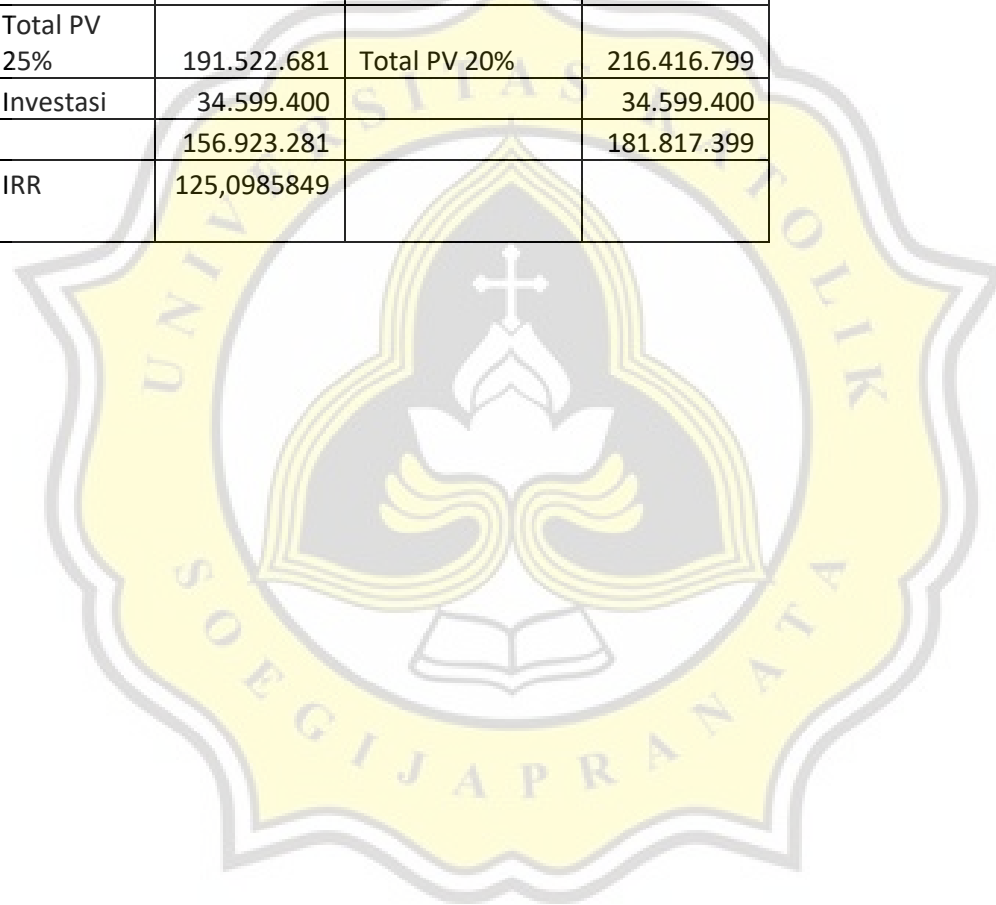 Total PV
25% 191.522.681 Total PV 20% 216.416.799
Investasi 34.599.400 34.599.400
156.923.281 181.817.399
IRR 125,0985849
UNIVERSITAS KATOLIK
SOEGIJAPRANATA